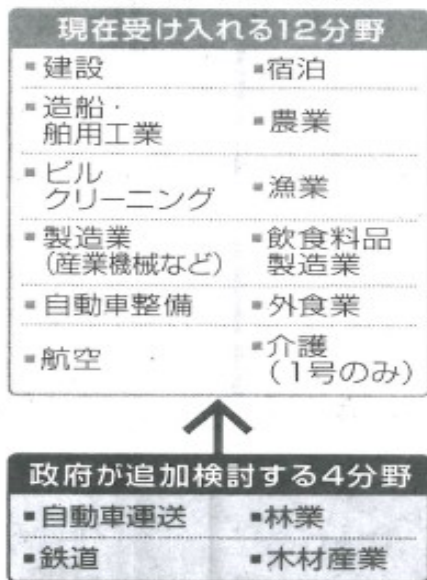 現在受け入れる12分野
▪建設
▪宿泊
▪造船・
舶用工業
▪農業
▪ビル
クリーニング
▪漁業
▪製造業
(産業機械など)
▪飲食料品
製造業
▪自動車整備
▪外食業
▪航空
▪介護
(1号のみ)
政府が追加検討する4分野
▪自動車運送
▪林業
▪鉄道
▪木材産業